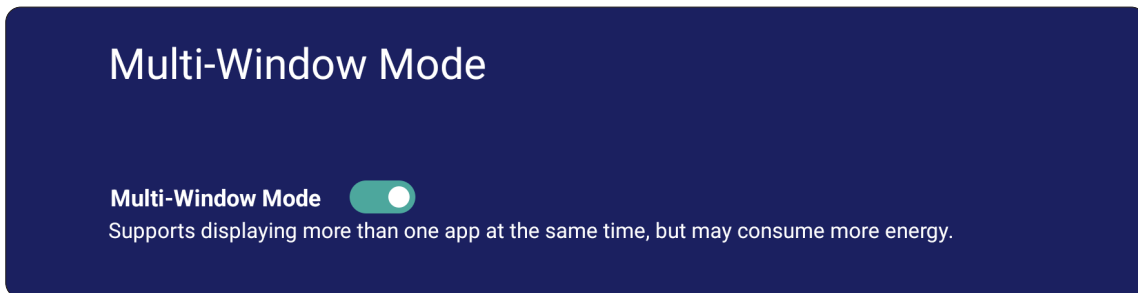 Multi-Window Mode
Multi-Window Mode
Supports displaying more than one app at the same time, but may consume more energy.